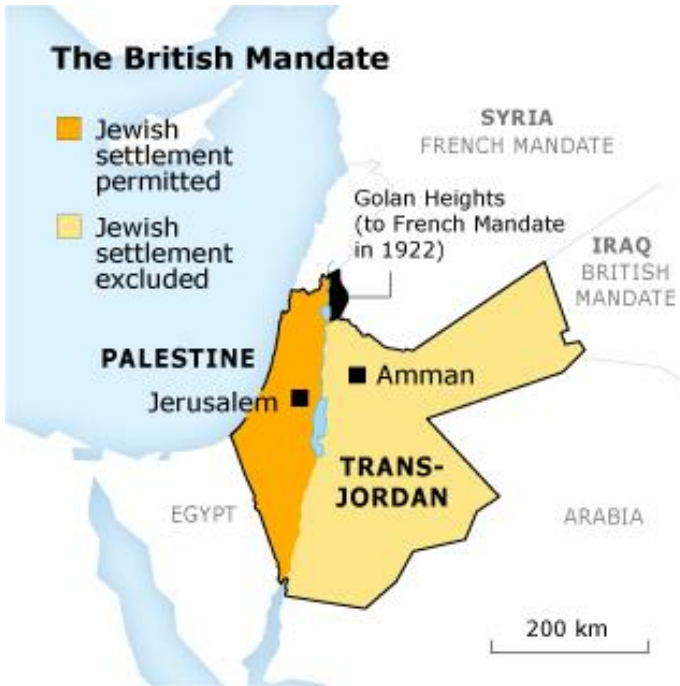 The British Mandate
Jewish
settlement
permitted
Jewish
settlement
excluded
SYRIA
FRENCH MANDATE
Golan Heights
(to French Mandate
in 1922)
IRAQ
BRITISH
MANDATE
PALESTINE
Jerusalem
Amman
TRANS-
JORDAN
EGYPT
ARABIA
200 km